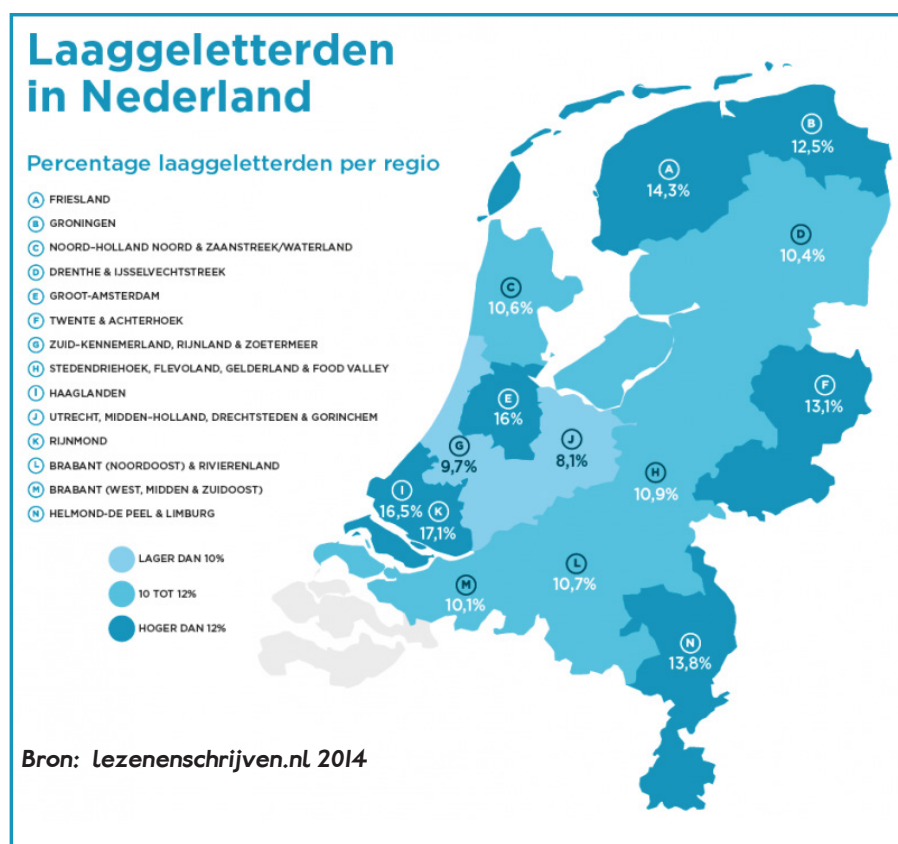 Laaggeletterden
in Nederland
Percentage laaggeletterden per regio
A FRIESLAND
B GRONINGEN
C NOORD-HOLLAND NOORD & ZAANSTREEK/WATERLAND
D DRENTHE & IJSSELVECHTSTREEK
E GROOT-AMSTERDAM
F TWENTE & ACHTERHOEK
G ZUID-KENNEMERLAND, RIJNLAND & ZOETERMEER
H STEDENDRIEHOEK, FLEVOLAND, GELDERLAND & FOOD VALLEY
I HAAGLANDEN
J UTRECHT, MIDDEN-HOLLAND, DRECHTSTEDEN & GORINCHEM
K RIJNMOND
L BRABANT (NOORDOOST) & RIVIERENLAND
M BRABANT (WEST, MIDDEN & ZUIDOOST)
N HELMOND-DE PEEL & LIMBURG
LAGER DAN 10%
10 TOT 12%
HOGER DAN 12%
B
12,5%
A
14,3%
D
10,4%
C
10,6%
F
13,1%
E
16%
J
8,1%
G
9,7%
H
10,9%
I
16,5%
K
17,1%
L
10,7%
M
10,1%
N
13,8%
Bron: lezenenschrijven.nl 2014